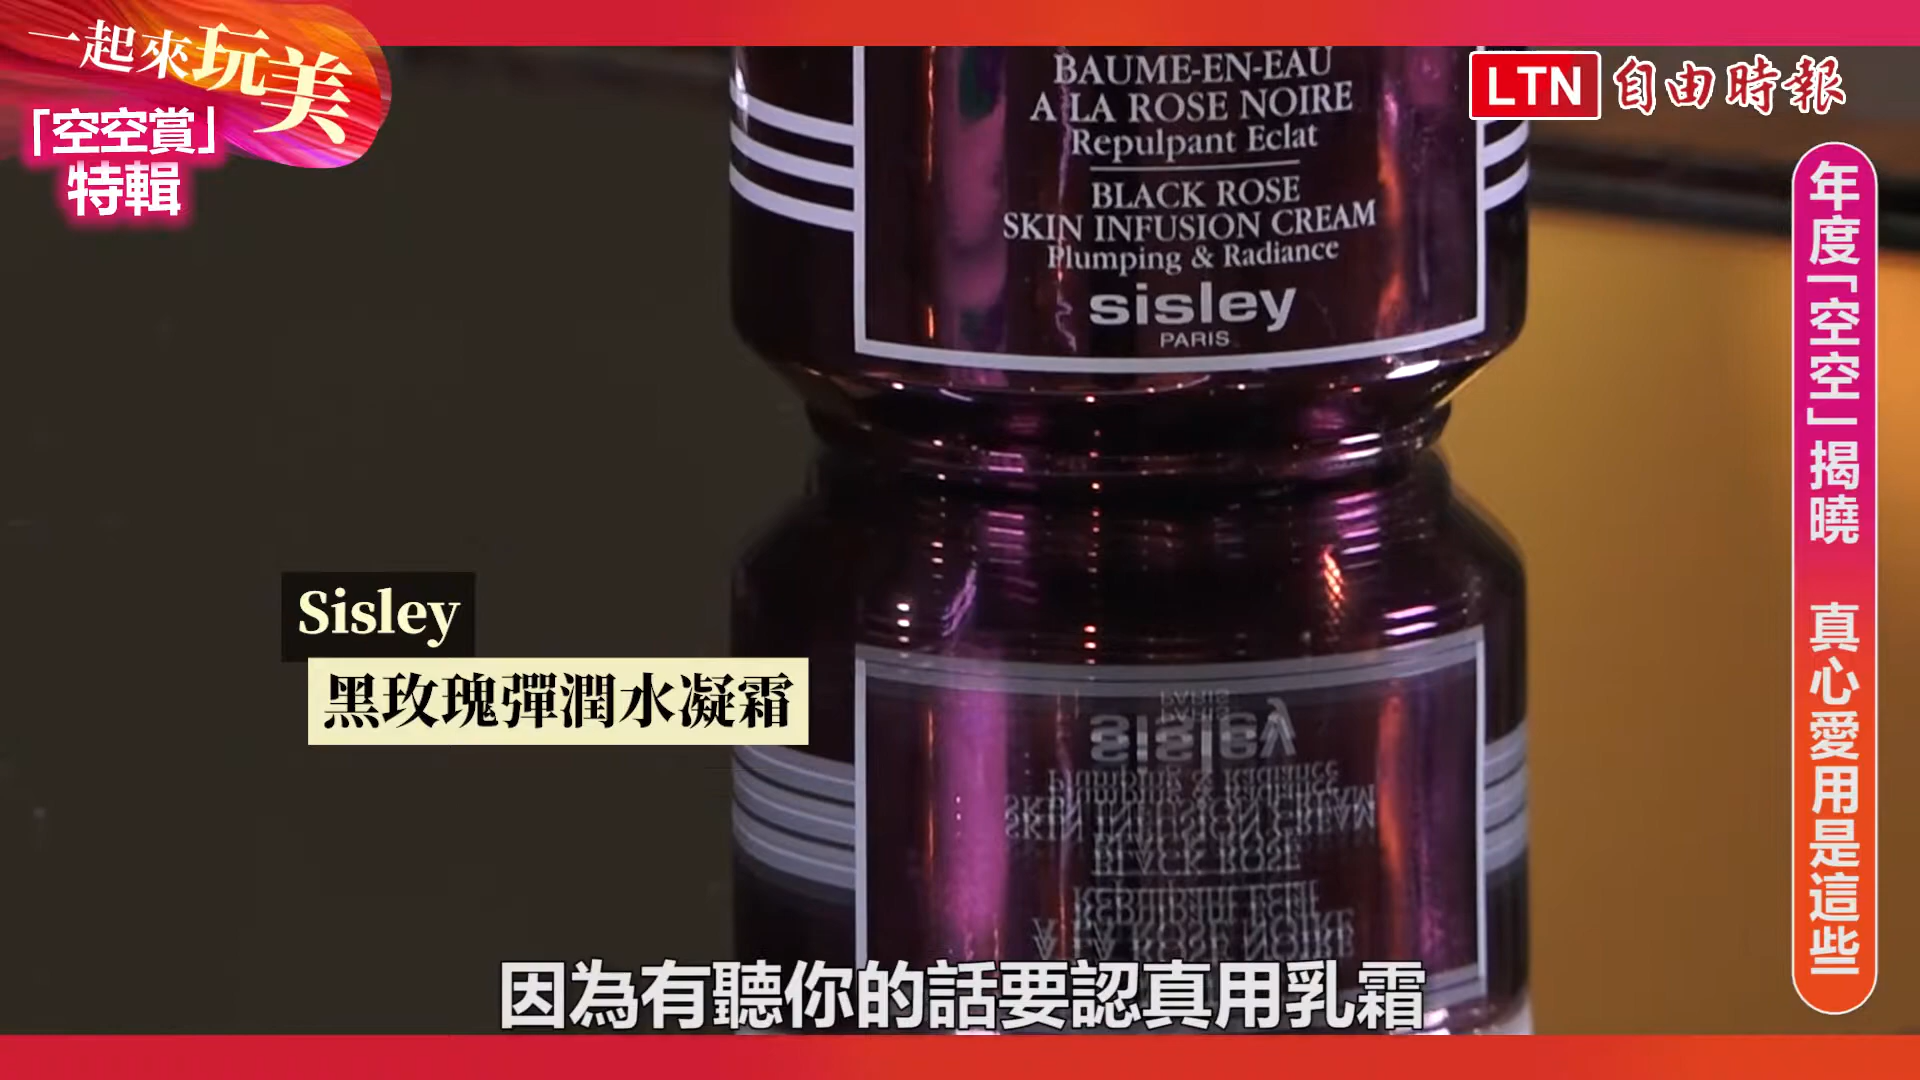 一起來玩美
「空空賞」
特輯
LTN 自由時報
年度「空空」揭曉 真心愛用是這些
BAUME-EN-EAU
A LA ROSE NOIRE
Repulpant Eclat
BLACK ROSE
SKIN INFUSION CREAM
Plumping & Radiance
sisley
PARIS
Sisley
黑玫瑰彈潤水凝霜
因為有聽你的話要認真用乳霜